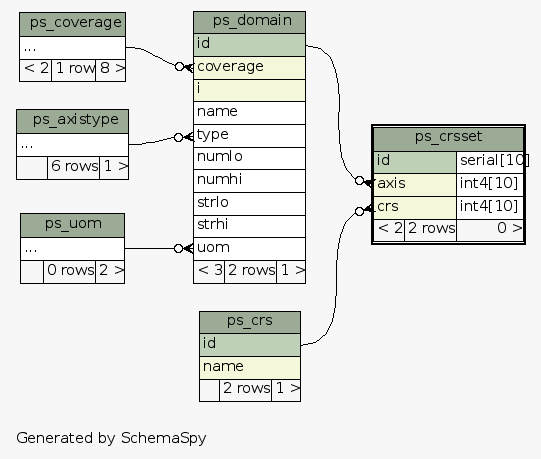 ps_coverage
...
< 2 1 row 8 >
ps_axistype
...
6 rows 1 >
ps_uom
...
0 rows 2 >
ps_domain
id
coverage
i
name
type
numlo
numhi
strlo
strhi
uom
< 3 2 rows 1 >
ps_crs
id
name
2 rows 1 >
ps_crsset
id serial[10]
axis int4[10]
crs int4[10]
< 2 2 rows 0 >
Generated by SchemaSpy